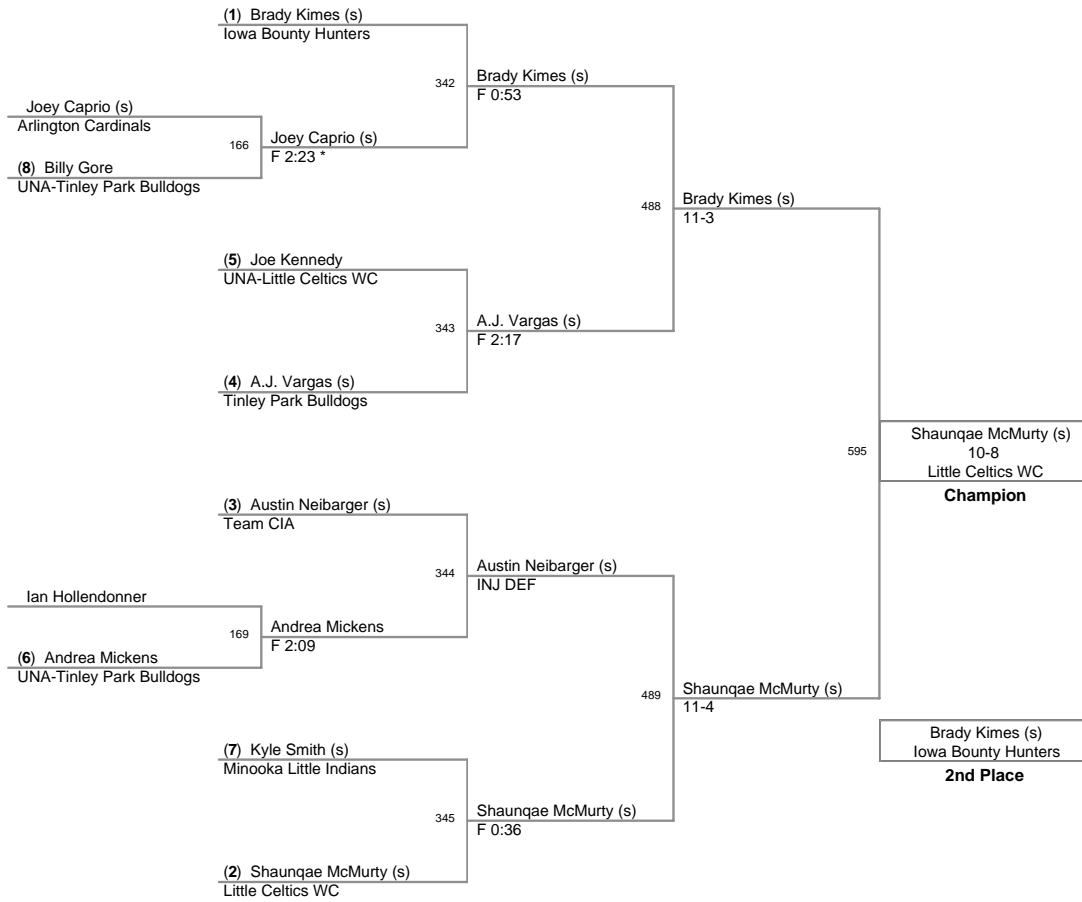 (1) Brady Kimes (s)
Iowa Bounty Hunters
342
Brady Kimes (s)
F 0:53
Joey Caprio (s)
Arlington Cardinals
166
Joey Caprio (s)
F 2:23 *
(8) Billy Gore
UNA-Tinley Park Bulldogs
488
Brady Kimes (s)
11-3
(5) Joe Kennedy
UNA-Little Celtics WC
343
A.J. Vargas (s)
F 2:17
(4) A.J. Vargas (s)
Tinley Park Bulldogs
595
Shaunqae McMurty (s)
10-8
Little Celtics WC
Champion
(3) Austin Neibarger (s)
Team CIA
344
Austin Neibarger (s)
INJ DEF
Ian Hollendonner
169
Andrea Mickens
F 2:09
(6) Andrea Mickens
UNA-Tinley Park Bulldogs
489
Shaunqae McMurty (s)
11-4
Brady Kimes (s)
Iowa Bounty Hunters
2nd Place
(7) Kyle Smith (s)
Minooka Little Indians
345
Shaunqae McMurty (s)
F 0:36
(2) Shaunqae McMurty (s)
Little Celtics WC